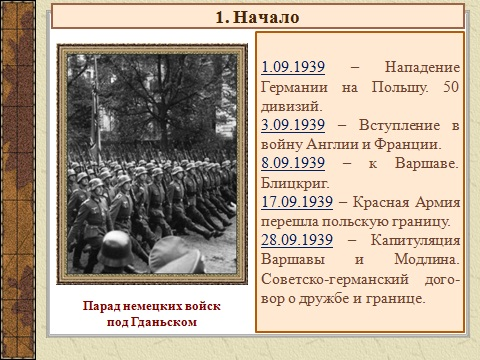 1. Начало
1.09.1939 – Нападение
Германии на Польшу. 50
дивизий.
3.09.1939 – Вступление в
войну Англии и Франции.
8.09.1939 – к Варшаве.
Блицкриг.
17.09.1939 – Красная Армия
перешла польскую границу.
28.09.1939 – Капитуляция
Варшавы и Модлина.
Советско-германский дого-
вор о дружбе и границе.
Парад немецких войск
под Гданьском